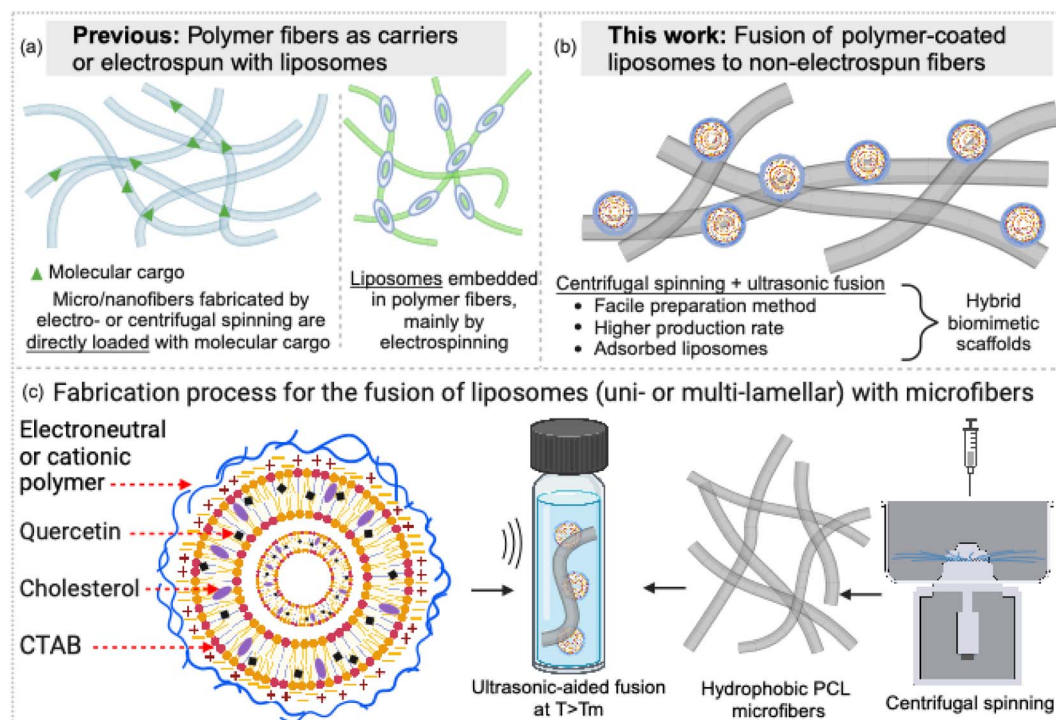 (a) Previous: Polymer fibers as carriers
or electrospun with liposomes
Molecular cargo
Micro/nanofibers fabricated by
electro- or centrifugal spinning are
directly loaded with molecular cargo
Liposomes embedded
in polymer fibers,
mainly by
electrospinning
(b) This work: Fusion of polymer-coated
liposomes to non-electrospun fibers
Centrifugal spinning + ultrasonic fusion
• Facile preparation method
• Higher production rate
• Adsorbed liposomes
Hybrid
biomimetic
scaffolds
(c) Fabrication process for the fusion of liposomes (uni- or multi-lamellar) with microfibers
Electroneutral
or cationic
polymer
Quercetin
Cholesterol
CTAB
Ultrasonic-aided fusion
at T>Tm
Hydrophobic PCL
microfibers
Centrifugal spinning